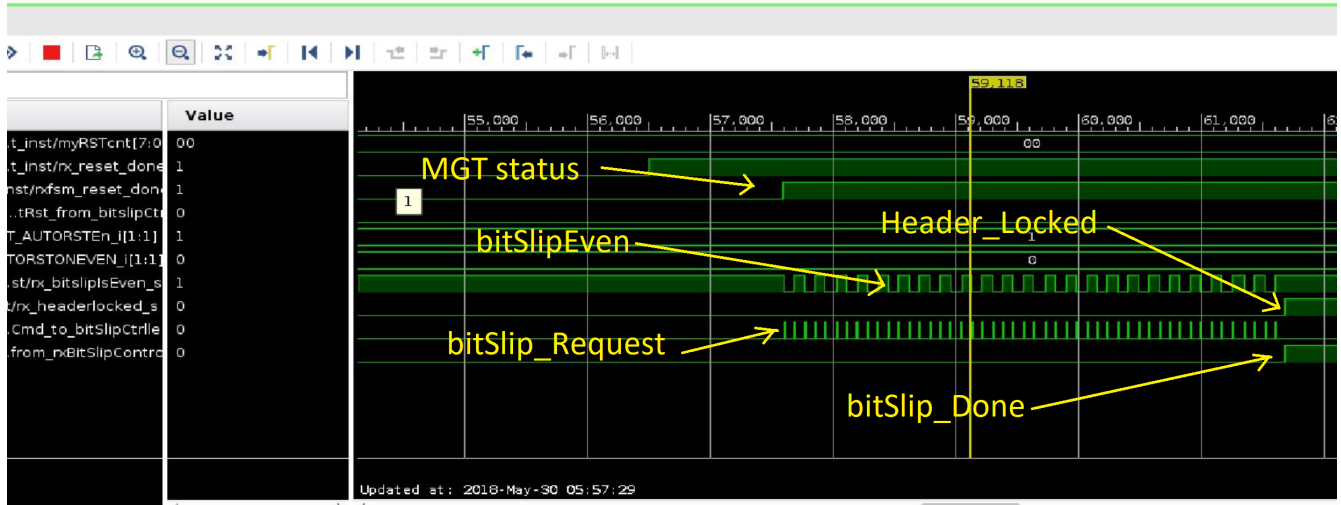 59,118
Value
55,000 56,000 57,000 58,000 59,000 60,000 61,000
t_inst/myRSTcnt[7:0 00 00
.t_inst/rx_reset_done 1
MGT status
nst/rxfsm_reset_don 1
1
..tRst_from_bitslipCtr 0
Header_Locked
T_AUTORSTEn_i[1:1] 1 1
bitSlipEven
TORSTONEVEN_i[1:1] 0 0
.st/rx_bitslipIsEven_s 1
t/rx_headerlocked_s 0
.Cmd_to_bitSlipCtrlle 0
bitSlip_Request
.from_rxBitSlipContro 0
bitSlip_Done
Updated at: 2018-May-30 05:57:29